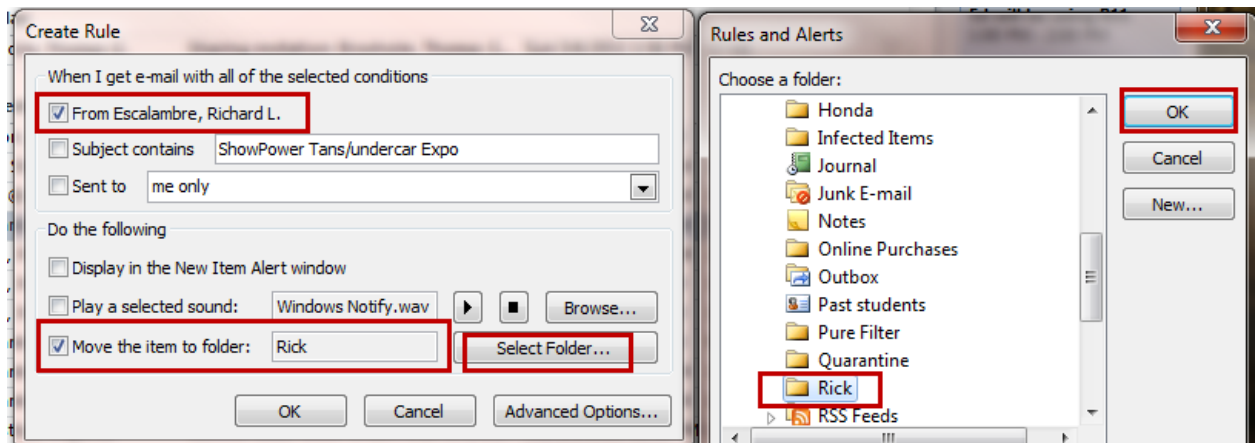 Create Rule
When I get e-mail with all of the selected conditions
From Escalambre, Richard L.
Subject contains ShowPower Tans/undercar Expo
Sent to me only
Do the following
Display in the New Item Alert window
Play a selected sound: Windows Notify.wav Browse...
Move the item to folder: Rick Select Folder...
OK Cancel Advanced Options...
Rules and Alerts
Choose a folder:
Honda
Infected Items
Journal
Junk E-mail
Notes
Online Purchases
Outbox
Past students
Pure Filter
Quarantine
Rick
RSS Feeds
OK
Cancel
New...